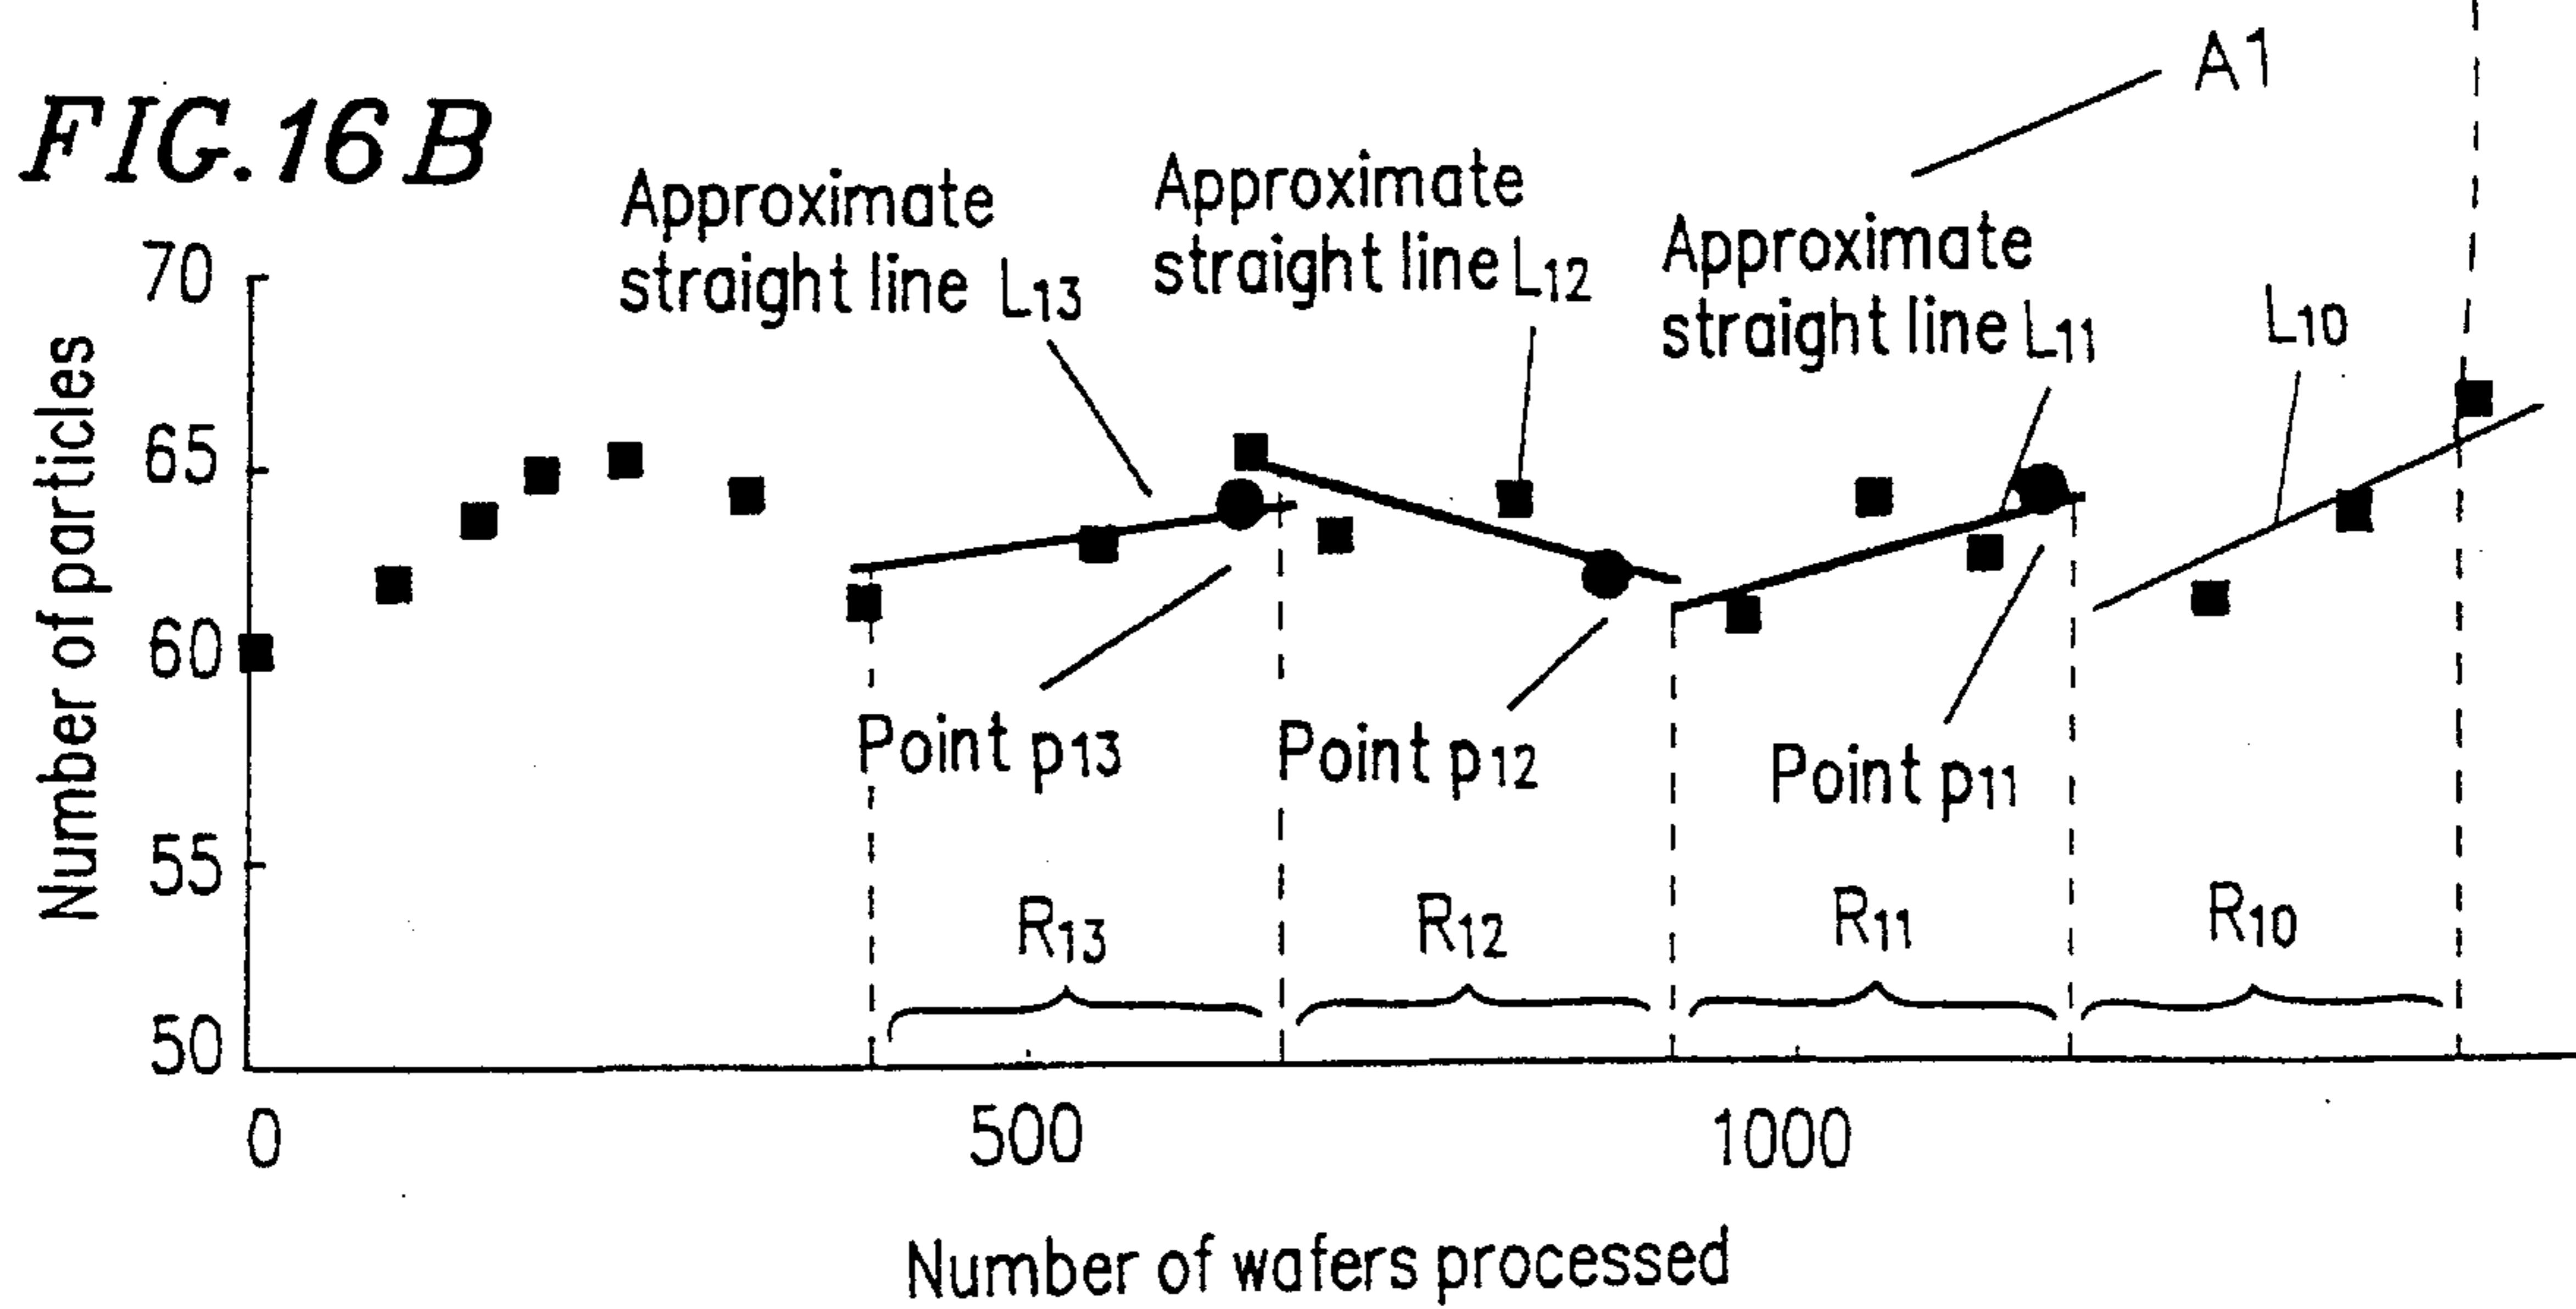 FIG.16B
A1
Approximate
straight line L13
Approximate
straight line L12
Approximate
straight line L11
L10
70
65
60
55
50
Number of particles
Point p13
Point p12
Point p11
R13
R12
R11
R10
0
500
1000
Number of wafers processed